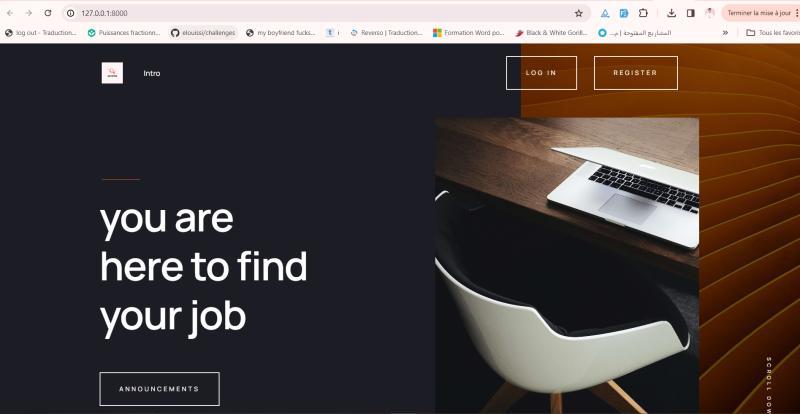 127.0.0.1:8000
Terminer la mise à jour
log out - Traduction...
Puissances fractionn...
elouissi/challenges
my boyfriend fucks...
i
Reverso | Traduction...
Formation Word po...
Black & White Goril...
المشاريع المفتوحة | م...
»
Tous les favoris
Intro
LOG IN
REGISTER
you are
here to find
your job
ANNOUNCEMENTS
SCROLL DOW